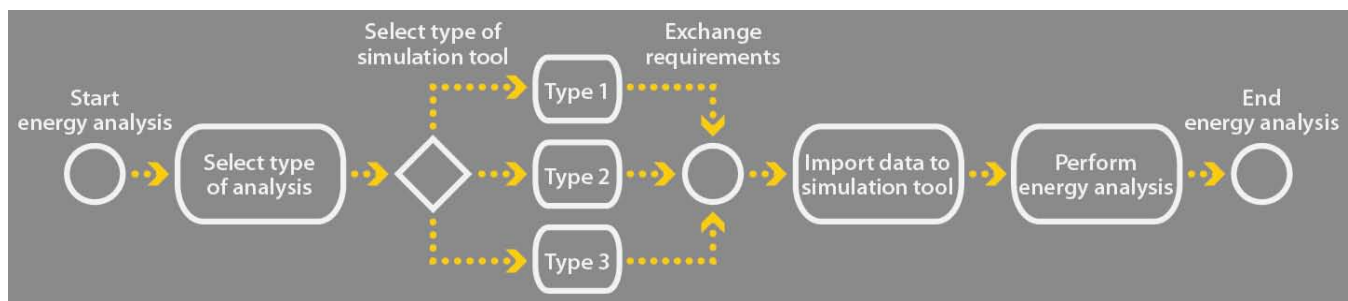 Start
energy analysis
Select type
of analysis
Select type of
simulation tool
Type 1
Type 2
Type 3
Exchange
requirements
Import data to
simulation tool
Perform
energy analysis
End
energy analysis